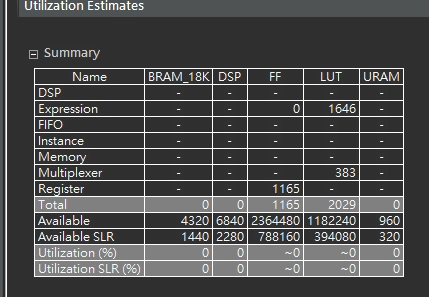 Utilization Estimates
Summary
Name BRAM_18K DSP FF LUT URAM
DSP - - - - -
Expression - - 0 1646 -
FIFO - - - - -
Instance - - - - -
Memory - - - - -
Multiplexer - - - 383 -
Register - - 1165 - -
Total 0 0 1165 2029 0
Available 4320 6840 2364480 1182240 960
Available SLR 1440 2280 788160 394080 320
Utilization (%) 0 0 ~0 ~0 0
Utilization SLR (%) 0 0 ~0 ~0 0